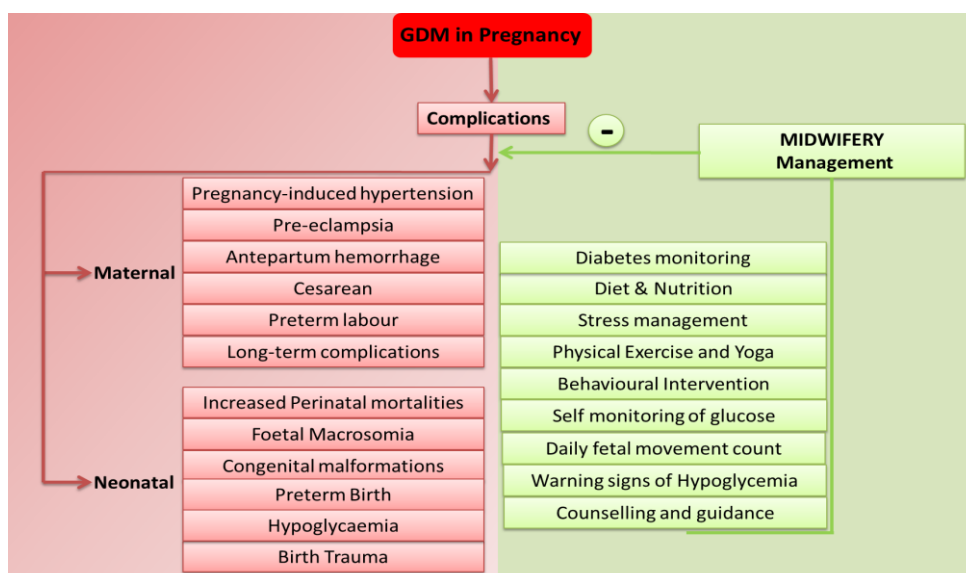 GDM in Pregnancy
Complications
-
MIDWIFERY
Management
Maternal
Pregnancy-induced hypertension
Pre-eclampsia
Antepartum hemorrhage
Cesarean
Preterm labour
Long-term complications
Neonatal
Increased Perinatal mortalities
Foetal Macrosomia
Congenital malformations
Preterm Birth
Hypoglycaemia
Birth Trauma
Diabetes monitoring
Diet & Nutrition
Stress management
Physical Exercise and Yoga
Behavioural Intervention
Self monitoring of glucose
Daily fetal movement count
Warning signs of Hypoglycemia
Counselling and guidance